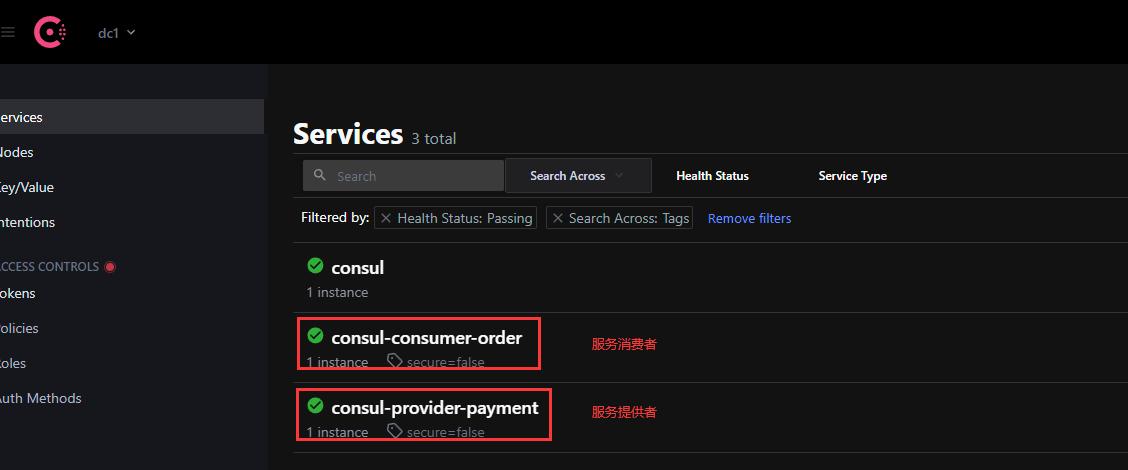 dc1
ervices
Services 3 total
Nodes
Search
Search Across
Health Status
Service Type
Key/Value
ntentions
Filtered by: Health Status: Passing Search Across: Tags Remove filters
ACCESS CONTROLS
okens
consul
1 instance
olicies
consul-consumer-order
服务消费者
1 instance secure=false
oles
uth Methods
consul-provider-payment
服务提供者
1 instance secure=false